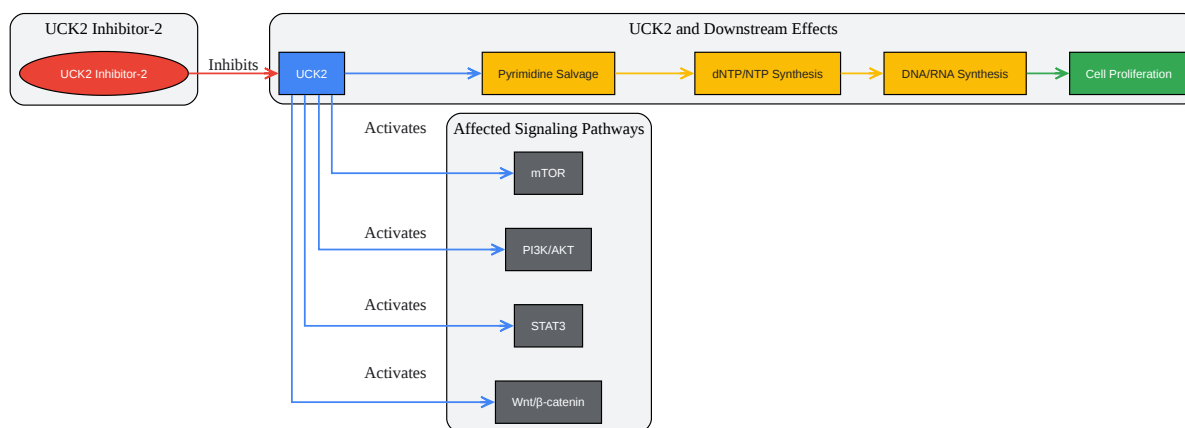 UCK2 Inhibitor-2
UCK2 and Downstream Effects
UCK2 Inhibitor-2
Inhibits
UCK2
Pyrimidine Salvage
dNTP/NTP Synthesis
DNA/RNA Synthesis
Cell Proliferation
Activates
Affected Signaling Pathways
mTOR
Activates
PI3K/AKT
Activates
STAT3
Activates
Wnt/β-catenin